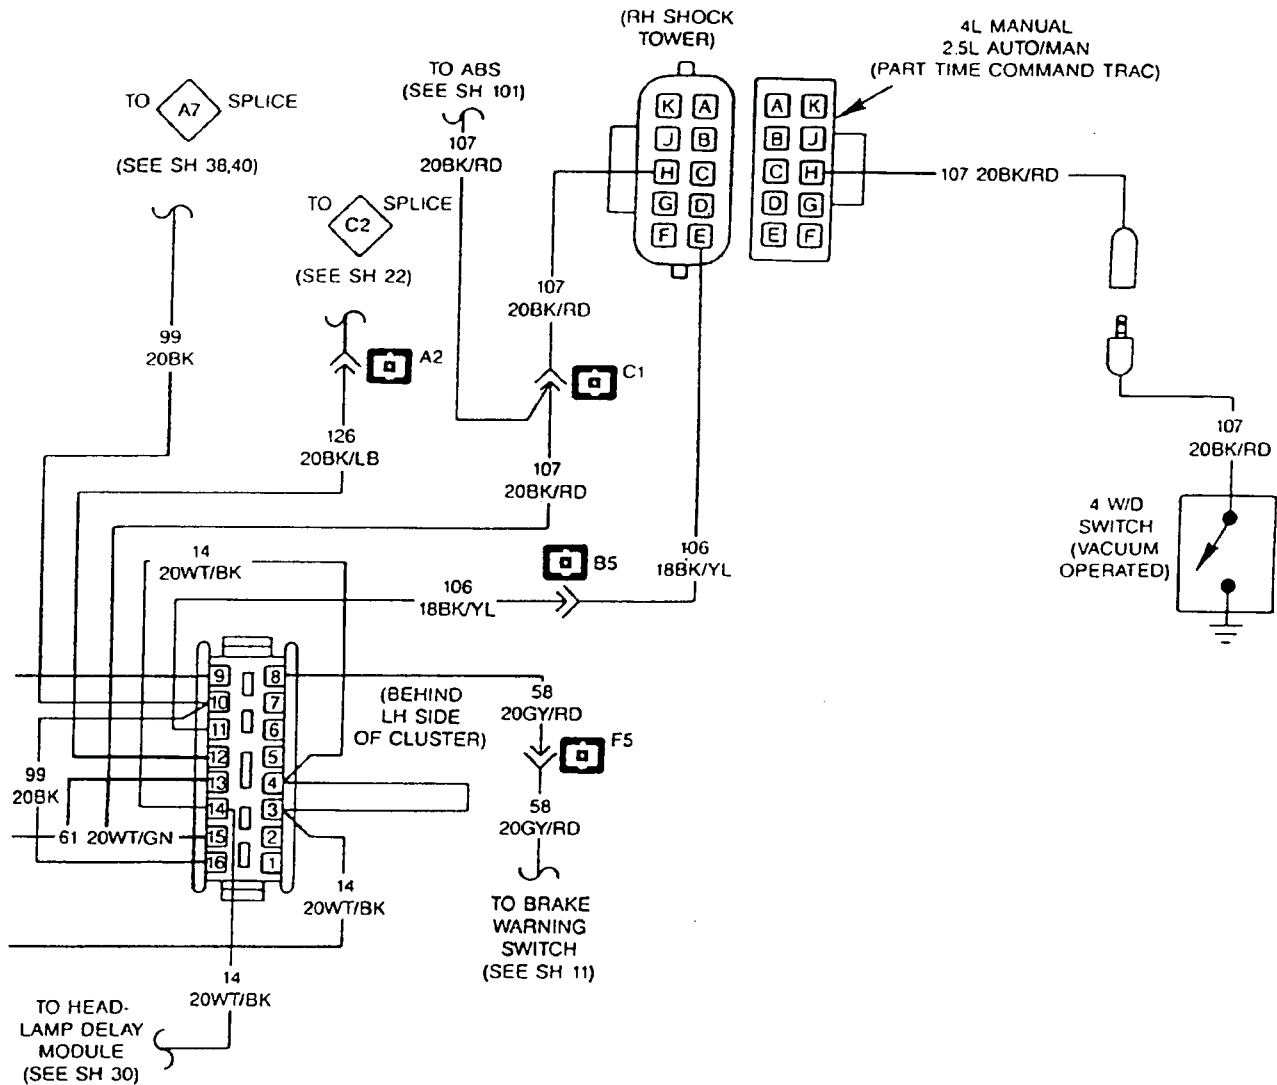 (RH SHOCK
TOWER)
4L MANUAL
2.5L AUTO/MAN
(PART TIME COMMAND TRAC)
TO ABS
(SEE SH 101)
TO A7 SPLICE
(SEE SH 38,40)
107
20BK/RD
K A
J B
H C
G D
F E
A K
B J
C H
D G
E F
107 20BK/RD
TO C2 SPLICE
(SEE SH 22)
107
20BK/RD
99
20BK
A2
C1
126
20BK/LB
107
20BK/RD
107
20BK/RD
4 W/D
SWITCH
(VACUUM
OPERATED)
14
20WT/BK
B5
106
18BK/YL
106
18BK/YL
9 8
10 7
11 6
12 5
13 4
14 3
15 2
16 1
(BEHIND
LH SIDE
OF CLUSTER)
58
20GY/RD
F5
99
20BK
58
20GY/RD
61 20WT/GN
14
20WT/BK
TO BRAKE
WARNING
SWITCH
(SEE SH 11)
14
20WT/BK
TO HEAD-
LAMP DELAY
MODULE
(SEE SH 30)